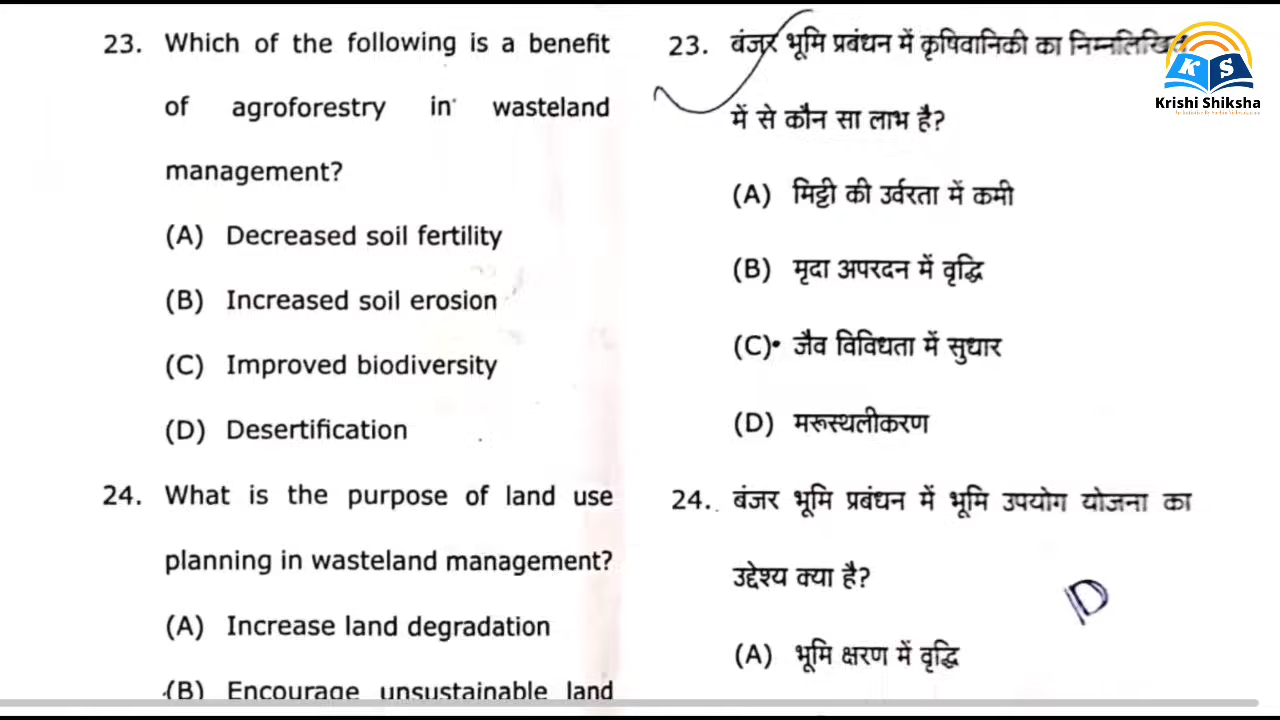 23. Which of the following is a benefit
of agroforestry in wasteland
management?
(A) Decreased soil fertility
(B) Increased soil erosion
(C) Improved biodiversity
(D) Desertification
24. What is the purpose of land use
planning in wasteland management?
(A) Increase land degradation
(B) Encourage unsustainable land
23. बंजर भूमि प्रबंधन में कृषिवानिकी का निम्नलिखित
में से कौन सा लाभ है?
(A) मिट्टी की उर्वरता में कमी
(B) मृदा अपरदन में वृद्धि
(C) जैव विविधता में सुधार
(D) मरूस्थलीकरण
24. बंजर भूमि प्रबंधन में भूमि उपयोग योजना का
उद्देश्य क्या है?
D
(A) भूमि क्षरण में वृद्धि
K S
Krishi Shiksha